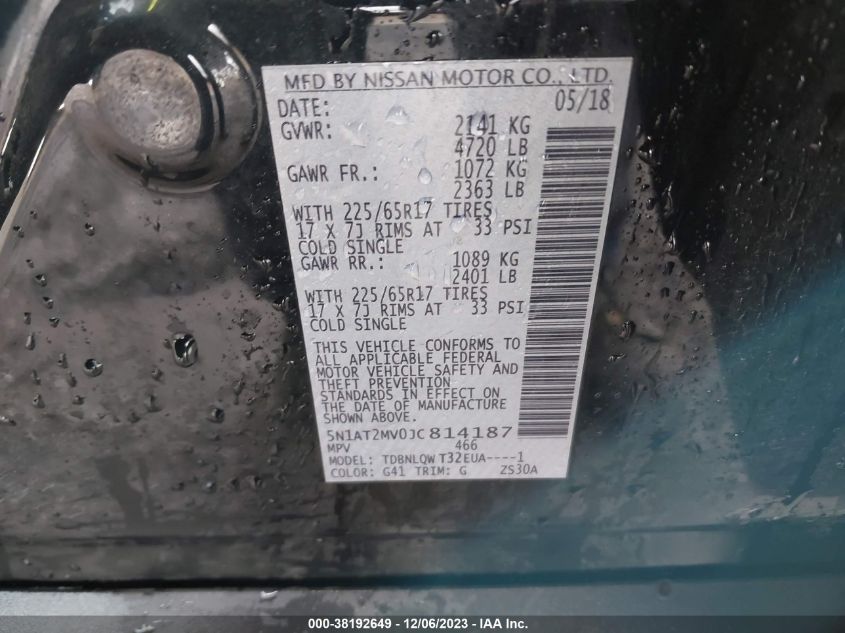 MFD BY NISSAN MOTOR CO., LTD.
DATE: 05/18
GVWR: 2141 KG
4720 LB
GAWR FR.: 1072 KG
2363 LB
WITH 225/65R17 TIRES
17 X 7J RIMS AT 33 PSI
COLD SINGLE
GAWR RR.: 1089 KG
2401 LB
WITH 225/65R17 TIRES
17 X 7J RIMS AT 33 PSI
COLD SINGLE
THIS VEHICLE CONFORMS TO
ALL APPLICABLE FEDERAL
MOTOR VEHICLE SAFETY AND
THEFT PREVENTION
STANDARDS IN EFFECT ON
THE DATE OF MANUFACTURE
SHOWN ABOVE.
5N1AT2MV0JC814187
MPV 466
MODEL: TDBNLQW T32EUA----1
COLOR: G41 TRIM: G ZS30A
000-38192649 - 12/06/2023 - IAA Inc.